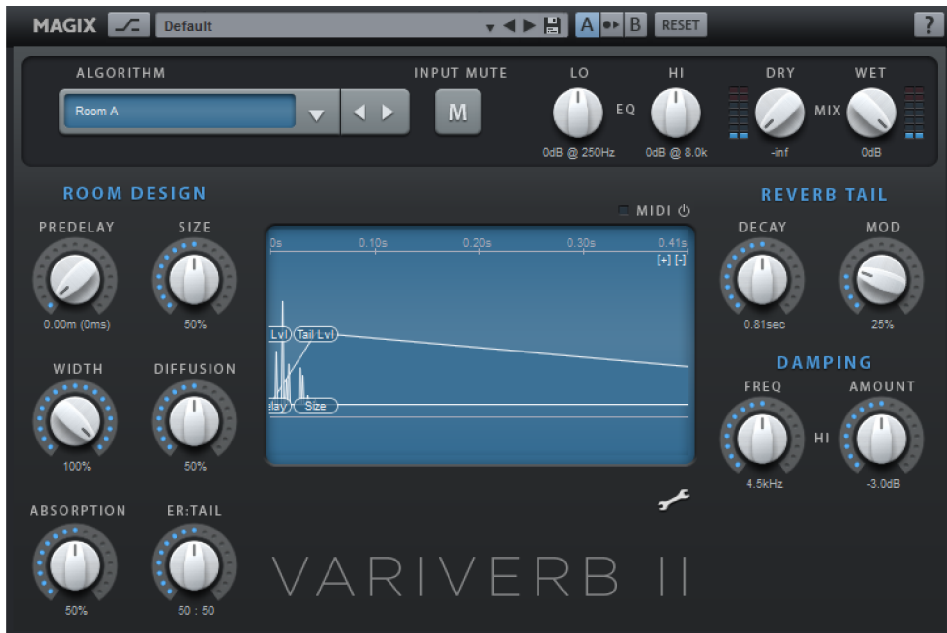 MAGIX Default A B RESET ?
ALGORITHM INPUT MUTE LO HI DRY WET
Room A M EQ MIX
0dB @ 250Hz 0dB @ 8.0k -inf 0dB
ROOM DESIGN
PREDELAY SIZE
0.00m (0ms) 50%
WIDTH DIFFUSION
100% 50%
ABSORPTION ER:TAIL
50% 50 : 50
MIDI
0s 0.10s 0.20s 0.30s 0.41s
[+] [-]
Lvl Tail Lvl
elay Size
REVERB TAIL
DECAY MOD
0.81sec 25%
DAMPING
FREQ AMOUNT
HI
4.5kHz -3.0dB
VARIVERB II